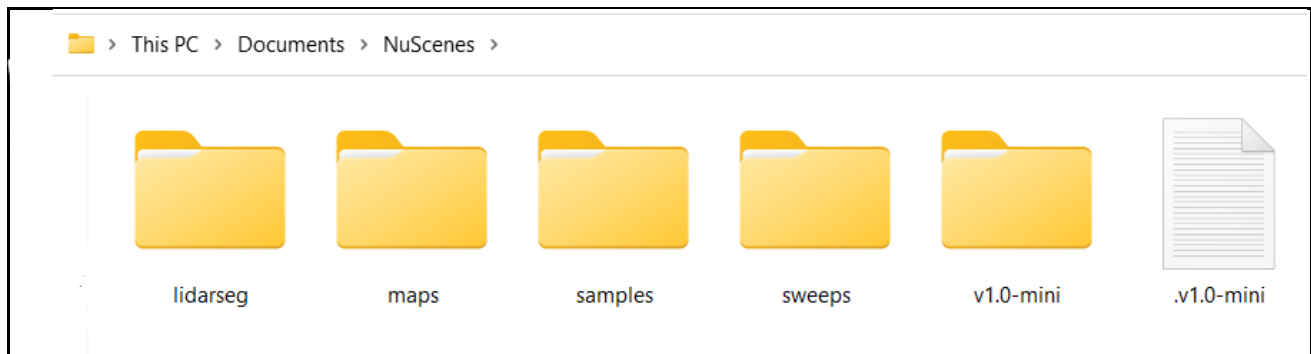 This PC > Documents > NuScenes >
lidarseg maps samples sweeps v1.0-mini .v1.0-mini